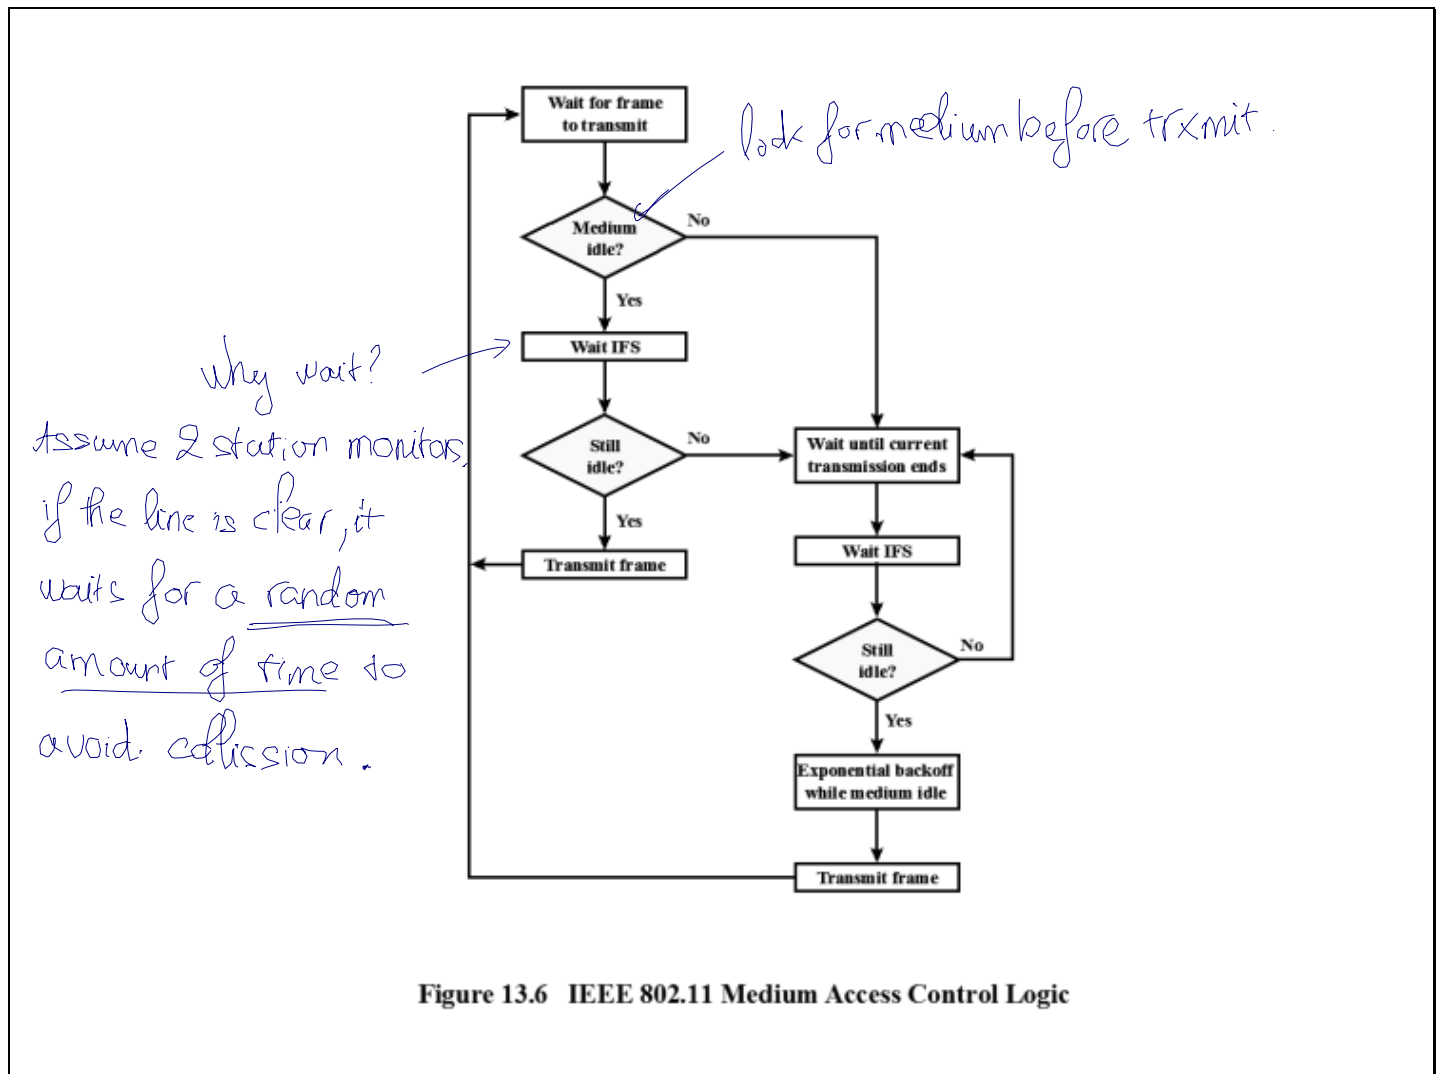 Wait for frame
to transmit
look for medium before trxmit.
Medium
idle?
No
Yes
Wait IFS
why wait?
Assume 2 station monitors.
if the line is clear, it
waits for a random
amount of time to
avoid collission.
Still
idle?
No
Yes
Transmit frame
Wait until current
transmission ends
Wait IFS
Still
idle?
No
Yes
Exponential backoff
while medium idle
Transmit frame
Figure 13.6 IEEE 802.11 Medium Access Control Logic